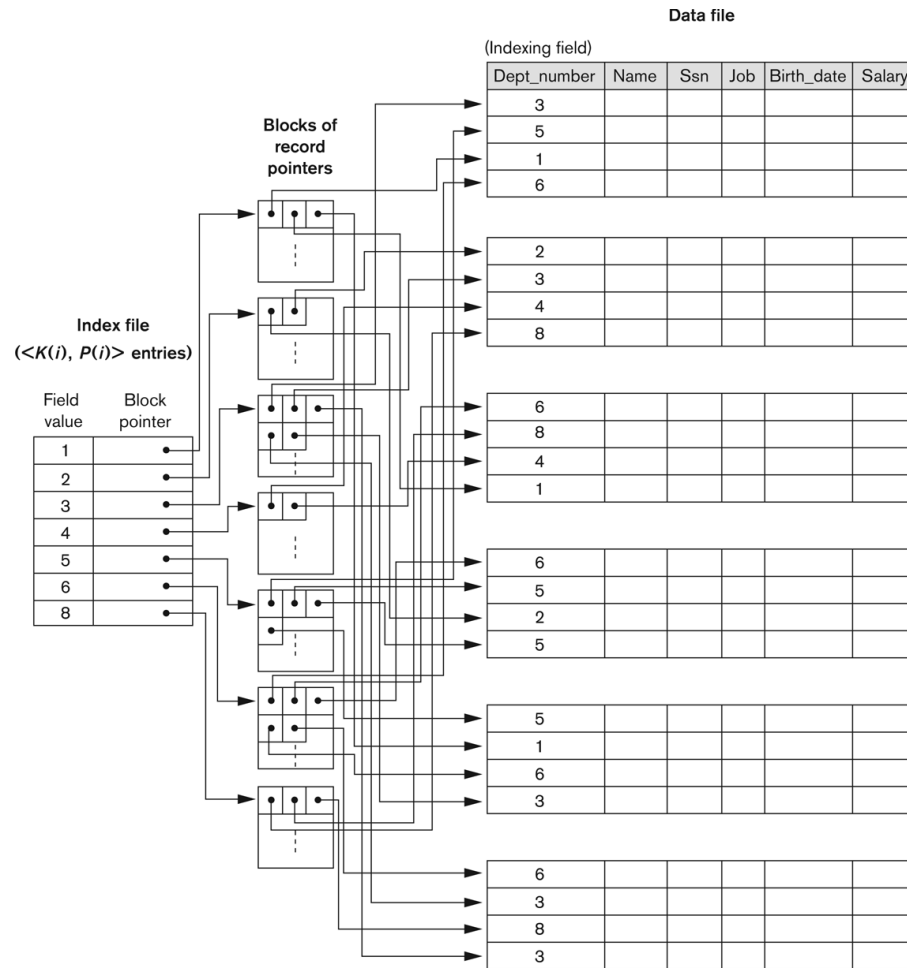 Data file
(Indexing field)
Dept_number Name Ssn Job Birth_date Salary
3
5
1
6
2
3
4
8
6
8
4
1
6
5
2
5
5
1
6
3
6
3
8
3
Blocks of
record
pointers
Index file
(<K(i), P(i)> entries)
Field
value
Block
pointer
1
2
3
4
5
6
8